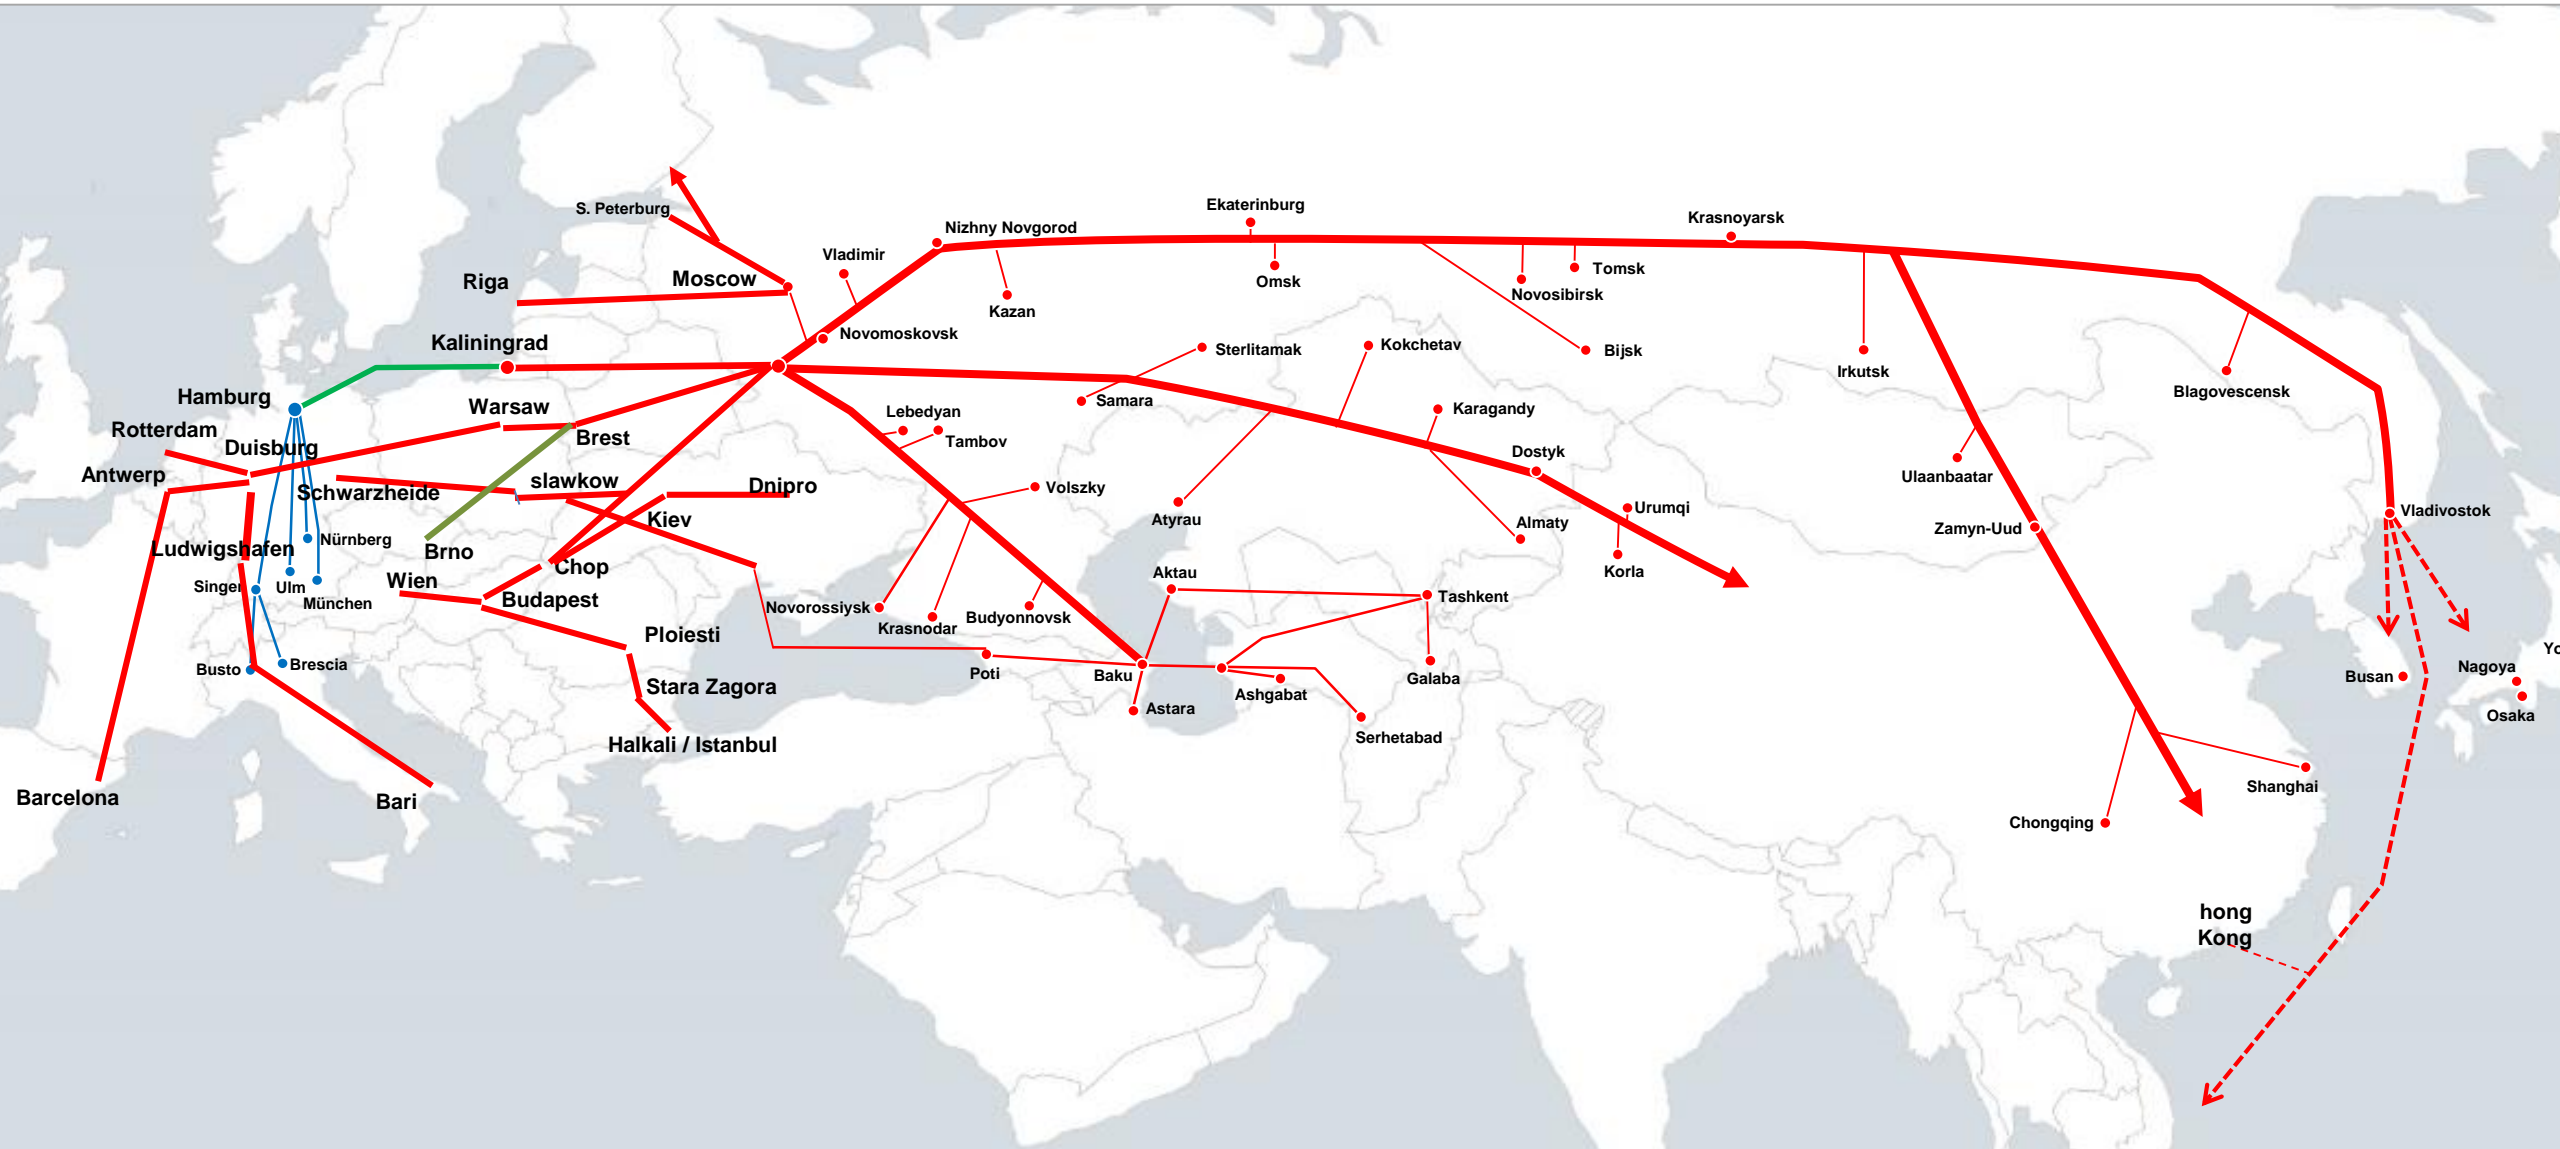 Ekaterinburg
S. Peterburg
Krasnoyarsk
Nizhny Novgorod
Vladimir
Tomsk
Moscow
Riga
Omsk
Novosibirsk
Kazan
Novomoskovsk
Kaliningrad
Kokchetav
Sterlitamak
Bijsk
Irkutsk
Blagovescensk
Hamburg
Samara
Warsaw
Lebedyan
Karagandy
Rotterdam
Brest
Tambov
Duisburg
Dostyk
Antwerp
Ulaanbaatar
slawkow
Dnipro
Volszky
Schwarzheide
Urumqi
Vladivostok
Kiev
Atyrau
Almaty
Zamyn-Uud
Nürnberg
Ludwigshafen
Brno
Chop
Aktau
Korla
Wien
Singer
Ulm
Tashkent
Budapest
München
Novorossiysk
Budyonnovsk
Krasnodar
Ploiesti
Yo
Brescia
Nagoya
Busto
Poti
Baku
Galaba
Busan
Stara Zagora
Ashgabat
Astara
Osaka
Serhetabad
Halkali / Istanbul
Shanghai
Barcelona
Bari
Chongqing
hong
Kong